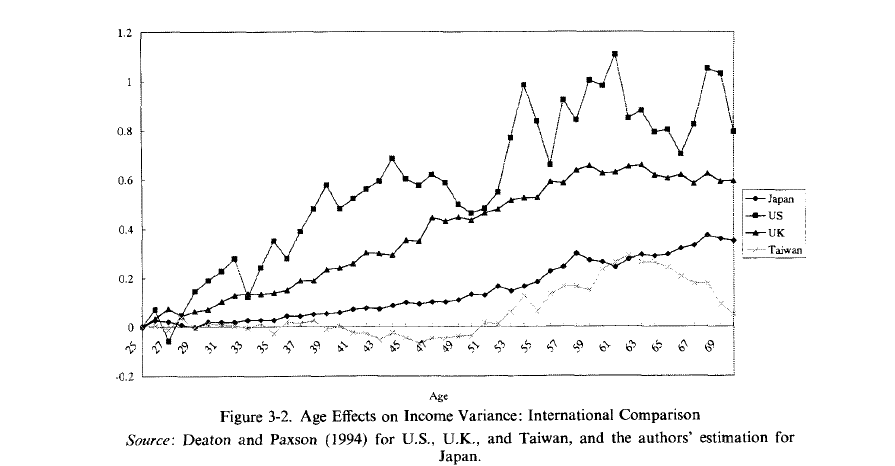 1.2
1
0.8
0.6
0.4
0.2
0
-0.2
25 27 29 31 33 35 37 39 41 43 45 47 49 51 53 55 57 59 61 63 65 67 69
Japan
US
UK
Taiwan
Age
Figure 3-2. Age Effects on Income Variance: International Comparison
Source: Deaton and Paxson (1994) for U.S., U.K., and Taiwan, and the authors' estimation for
Japan.